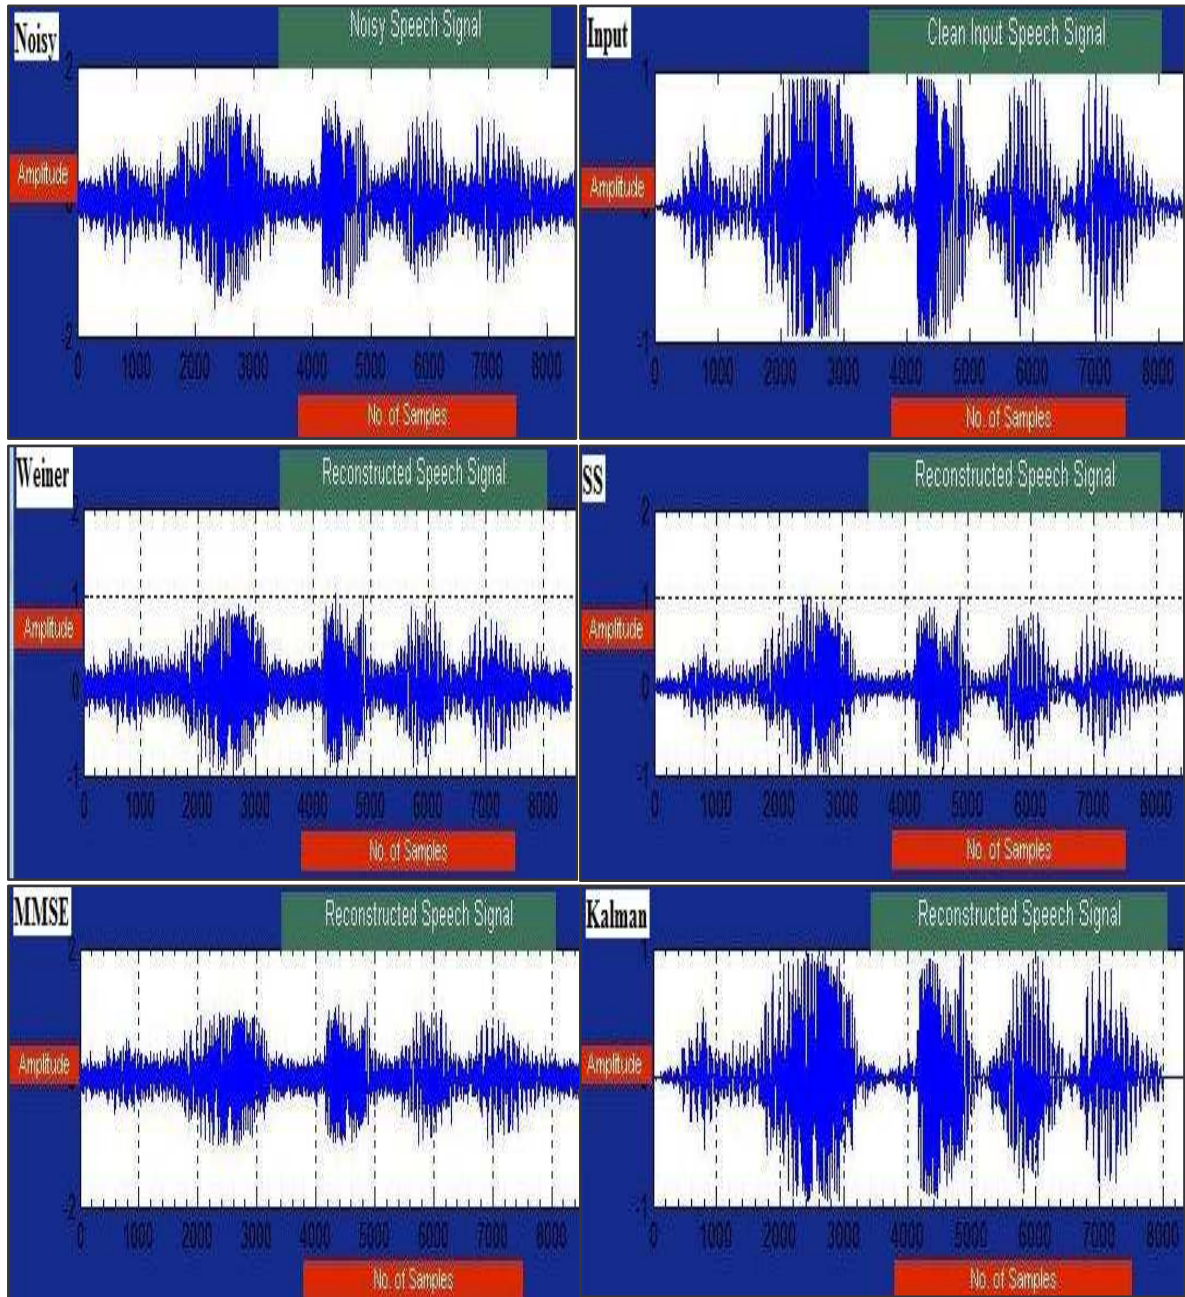 Noisy
Noisy Speech Signal
2
Amplitude
0
-2
0 1000 2000 3000 4000 5000 6000 7000 8000
No. of Samples
Input
Clean Input Speech Signal
1
Amplitude
0
-1
0 1000 2000 3000 4000 5000 6000 7000 8000
No. of Samples
Weiner
Reconstructed Speech Signal
2
1
Amplitude
0
-1
0 1000 2000 3000 4000 5000 6000 7000 8000
No. of Samples
SS
Reconstructed Speech Signal
2
1
Amplitude
0
-1
0 1000 2000 3000 4000 5000 6000 7000 8000
No. of Samples
MMSE
Reconstructed Speech Signal
2
Amplitude
-2
0 1000 2000 3000 4000 5000 6000 7000 8000
No. of Samples
Kalman
Reconstructed Speech Signal
1
Amplitude
-1
0 1000 2000 3000 4000 5000 6000 7000 8000
No. of Samples